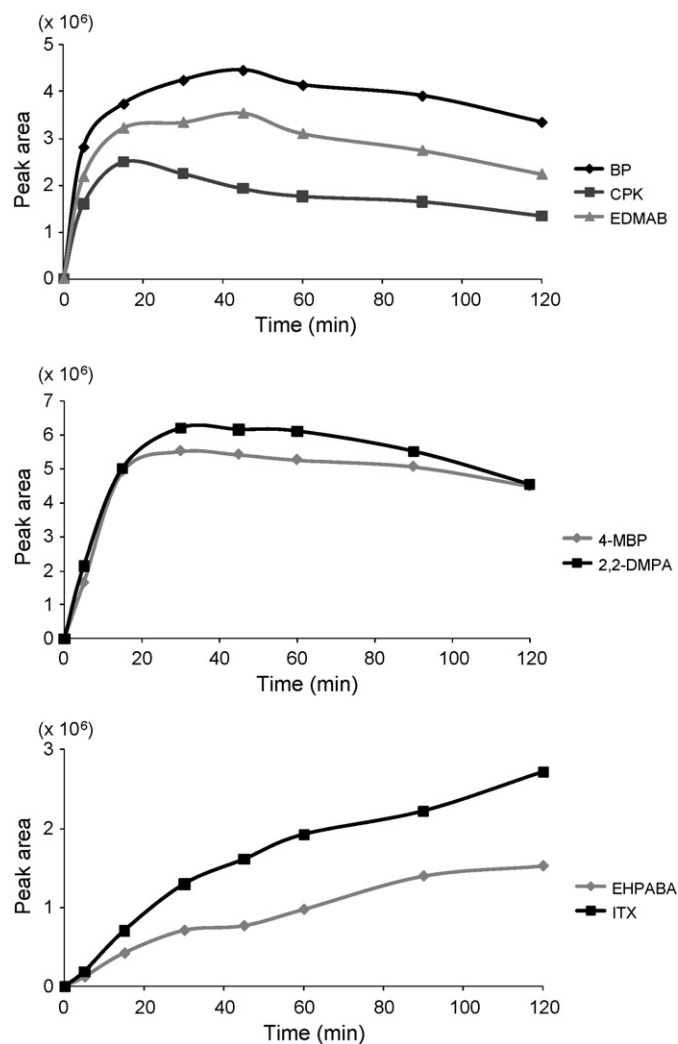 (x 10⁶)
5
4
3
2
1
0
Peak area
0 20 40 60 80 100 120
Time (min)
BP
CPK
EDMAB
(x 10⁶)
7
6
5
4
3
2
1
0
Peak area
0 20 40 60 80 100 120
Time (min)
4-MBP
2,2-DMPA
(x 10⁶)
3
2
1
0
Peak area
0 20 40 60 80 100 120
Time (min)
EHPABA
ITX